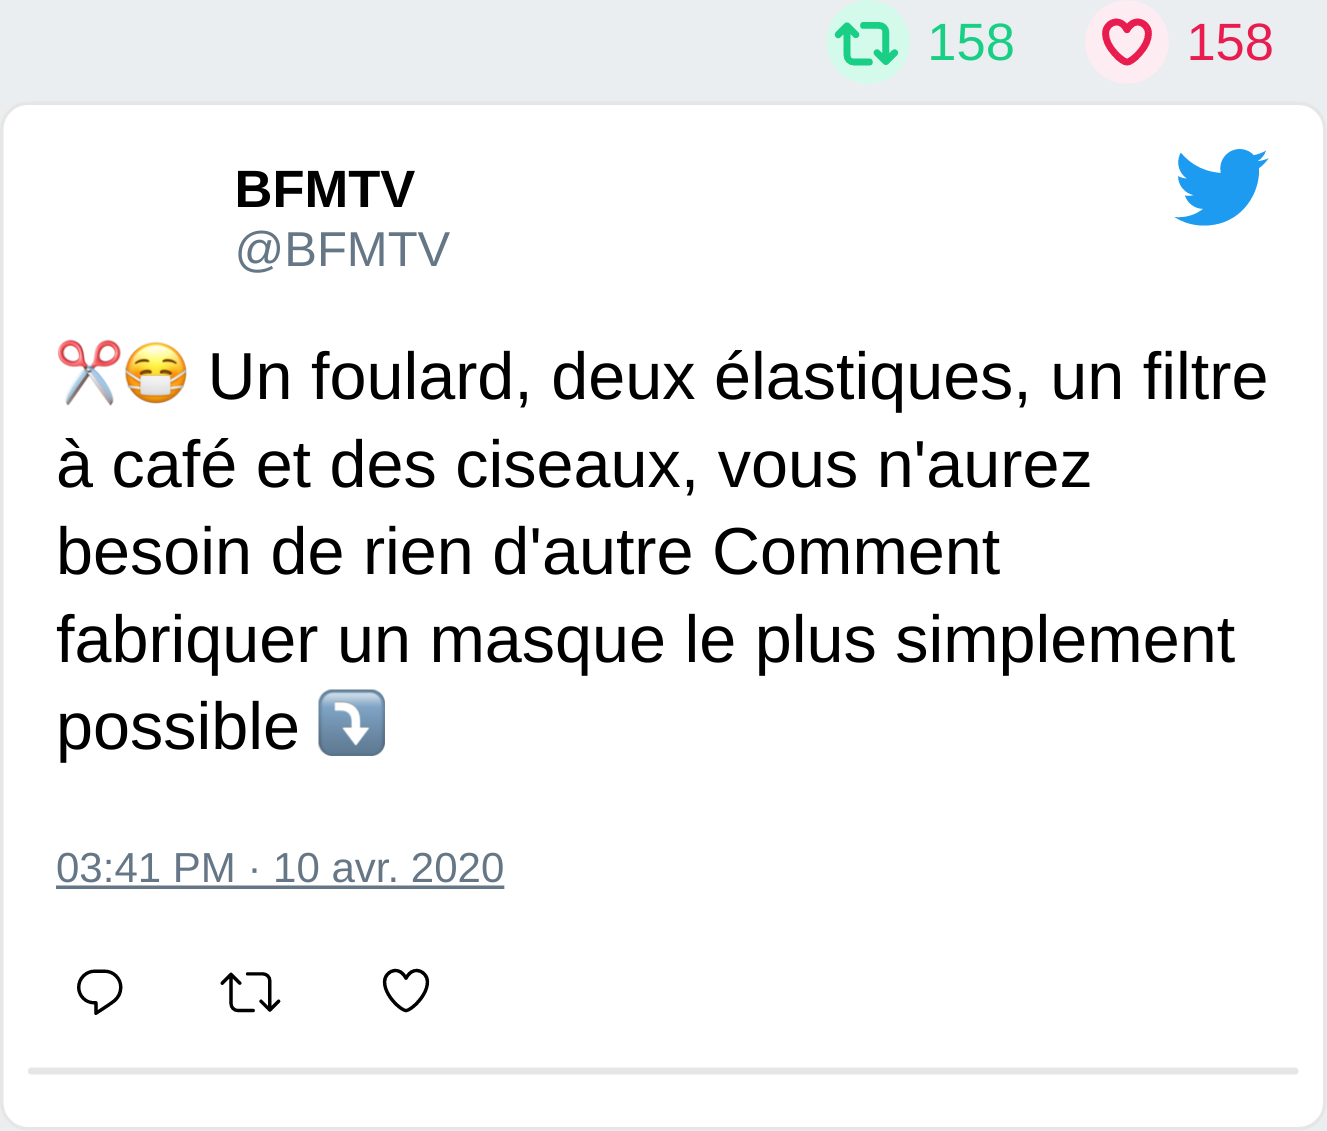 158 158
BFMTV
@BFMTV
✂️😷 Un foulard, deux élastiques, un filtre
à café et des ciseaux, vous n'aurez
besoin de rien d'autre Comment
fabriquer un masque le plus simplement
possible ⤵️
03:41 PM · 10 avr. 2020